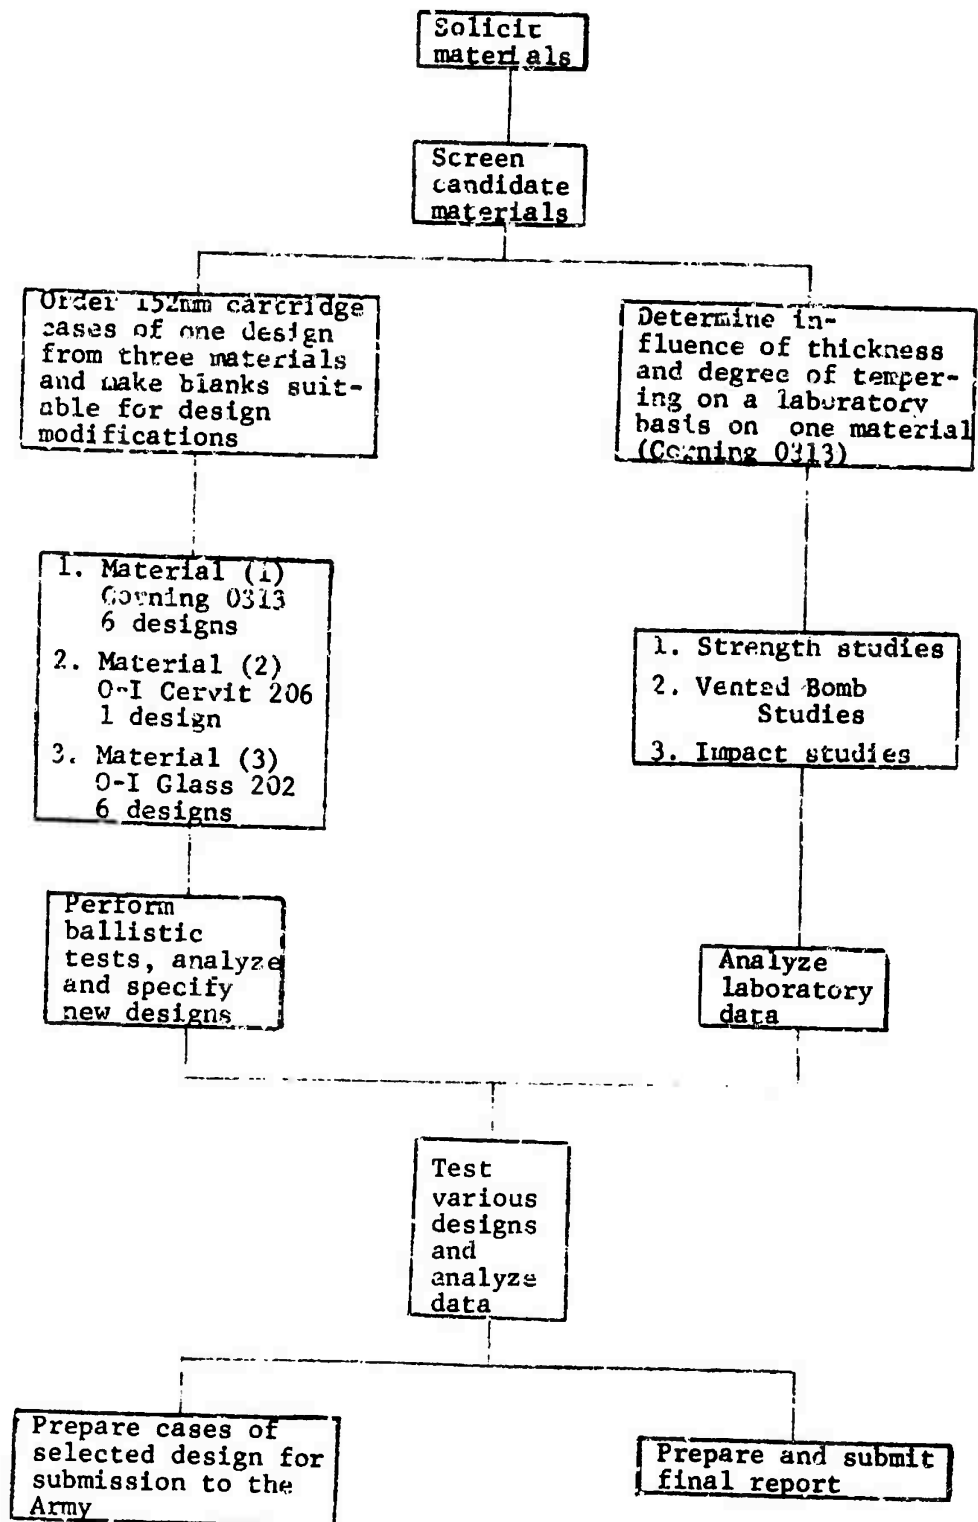 Solicit
materials
Screen
candidate
materials
Order 152mm cartridge
cases of one design
from three materials
and make blanks suit-
able for design
modifications
Determine in-
fluence of thickness
and degree of temper-
ing on a laboratory
basis on one material
(Corning 0313)
1. Material (1)
Corning 0313
6 designs
2. Material (2)
O-I Cervit 206
1 design
3. Material (3)
O-I Glass 202
6 designs
1. Strength studies
2. Vented Bomb
Studies
3. Impact studies
Perform
ballistic
tests, analyze
and specify
new designs
Analyze
laboratory
data
Test
various
designs
and
analyze
data
Prepare cases of
selected design for
submission to the
Army
Prepare and submit
final report